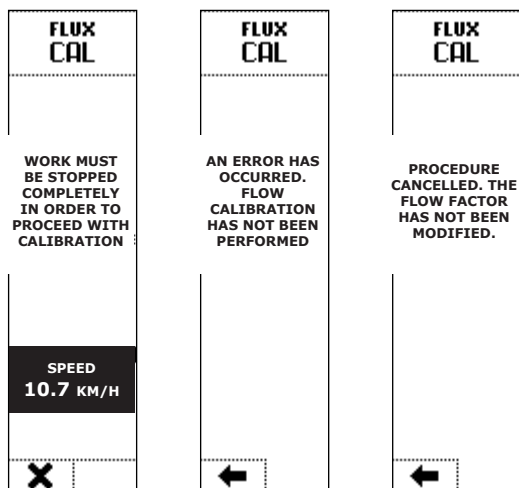 FLUX
CAL
WORK MUST
BE STOPPED
COMPLETELY
IN ORDER TO
PROCEED WITH
CALIBRATION
SPEED
10.7 KM/H
FLUX
CAL
AN ERROR HAS
OCCURRED.
FLOW
CALIBRATION
HAS NOT BEEN
PERFORMED
FLUX
CAL
PROCEDURE
CANCELLED. THE
FLOW FACTOR
HAS NOT BEEN
MODIFIED.